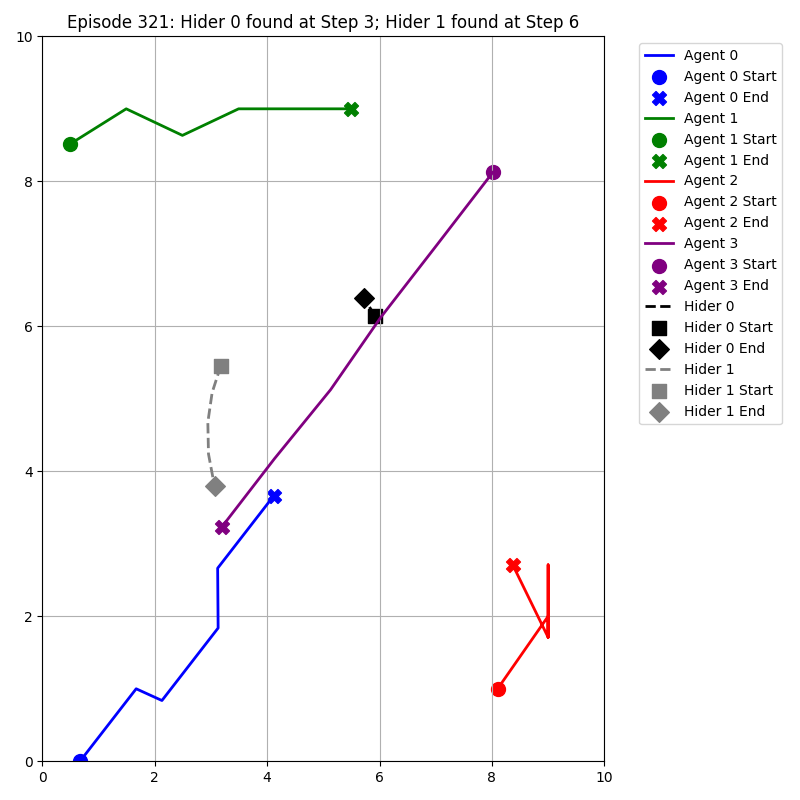 Episode 321: Hider 0 found at Step 3; Hider 1 found at Step 6
10
8
6
4
2
0
0 2 4 6 8 10
Agent 0
Agent 0 Start
Agent 0 End
Agent 1
Agent 1 Start
Agent 1 End
Agent 2
Agent 2 Start
Agent 2 End
Agent 3
Agent 3 Start
Agent 3 End
Hider 0
Hider 0 Start
Hider 0 End
Hider 1
Hider 1 Start
Hider 1 End